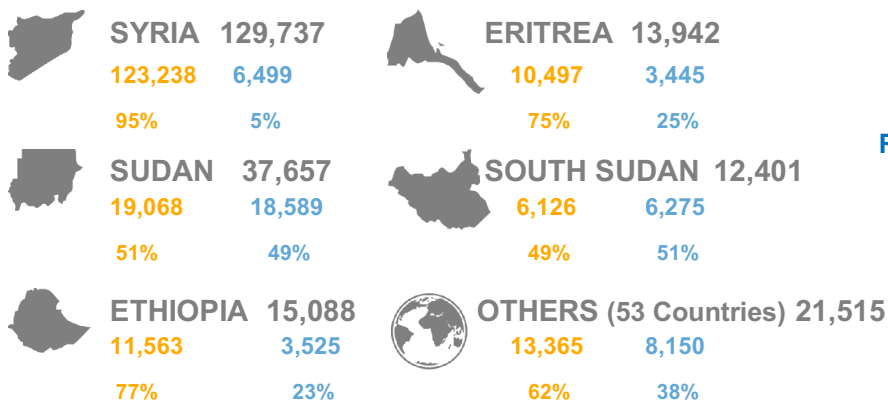 SYRIA 129,737
123,238 6,499
95% 5%
ERITREA 13,942
10,497 3,445
75% 25%
SUDAN 37,657
19,068 18,589
51% 49%
SOUTH SUDAN 12,401
6,126 6,275
49% 51%
ETHIOPIA 15,088
11,563 3,525
77% 23%
OTHERS (53 Countries) 21,515
13,365 8,150
62% 38%